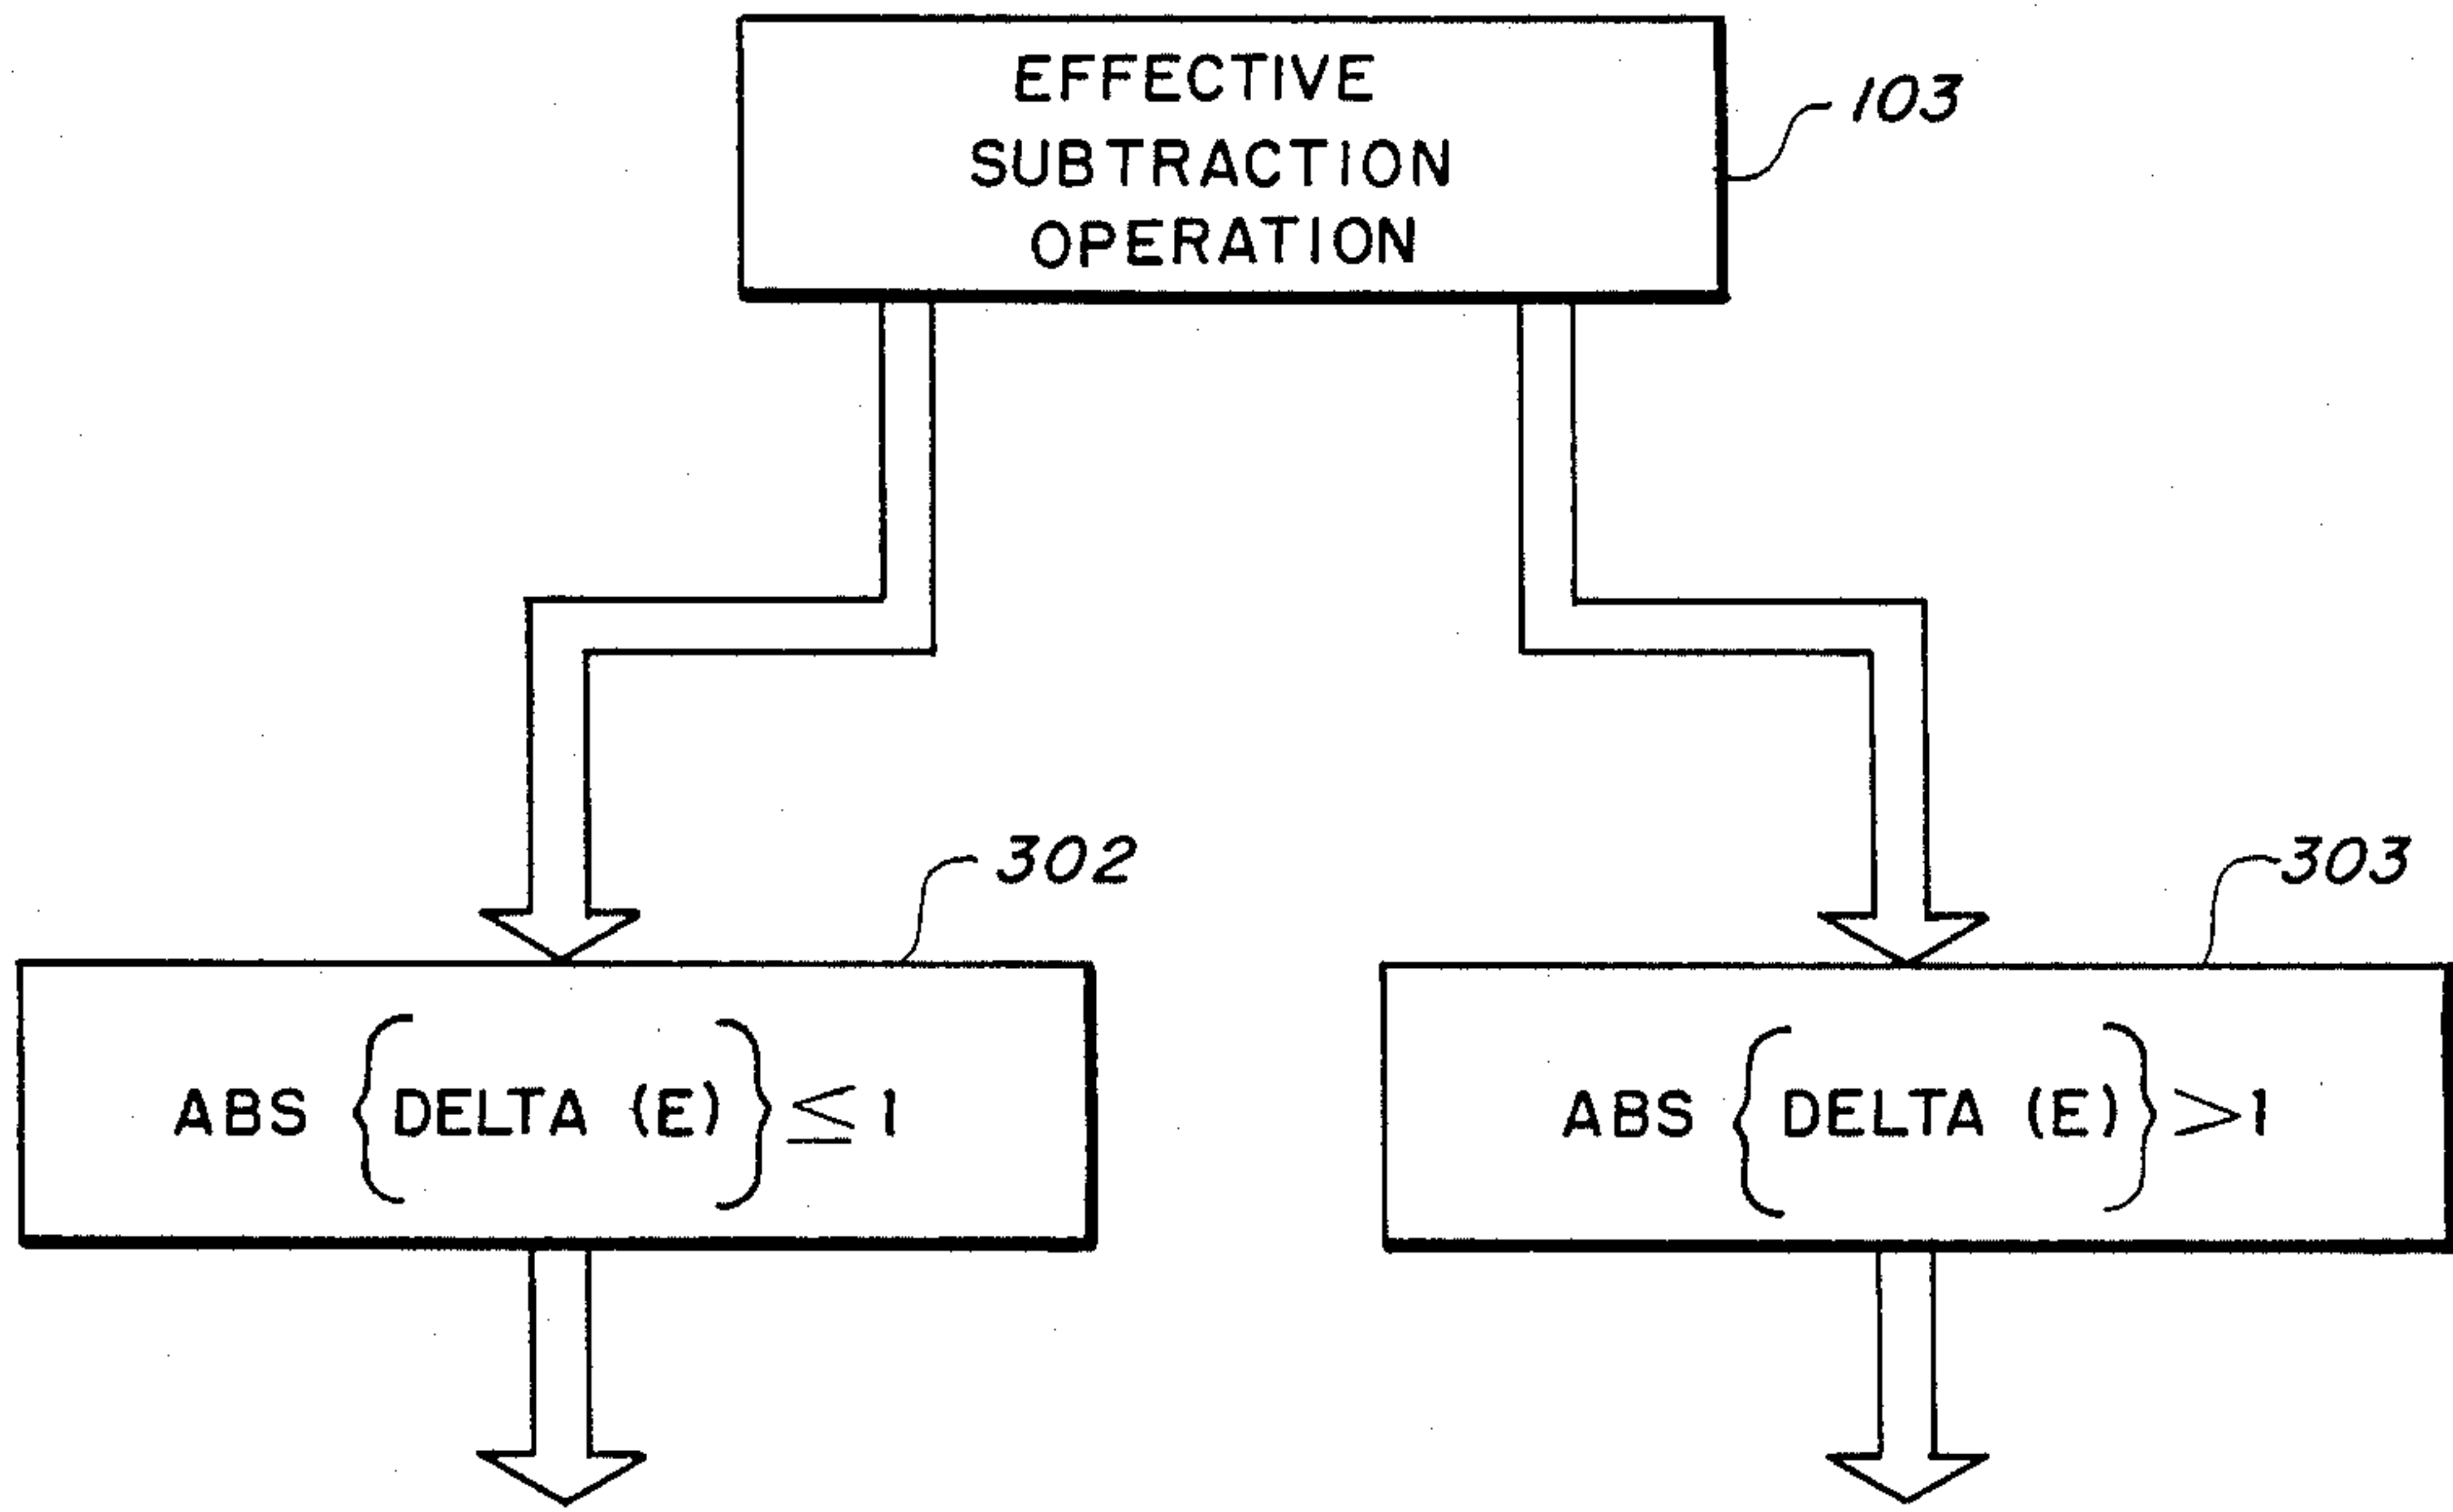 EFFECTIVE
SUBTRACTION
OPERATION
103
302
303
ABS {DELTA (E)} ≤ 1
ABS {DELTA (E)} > 1